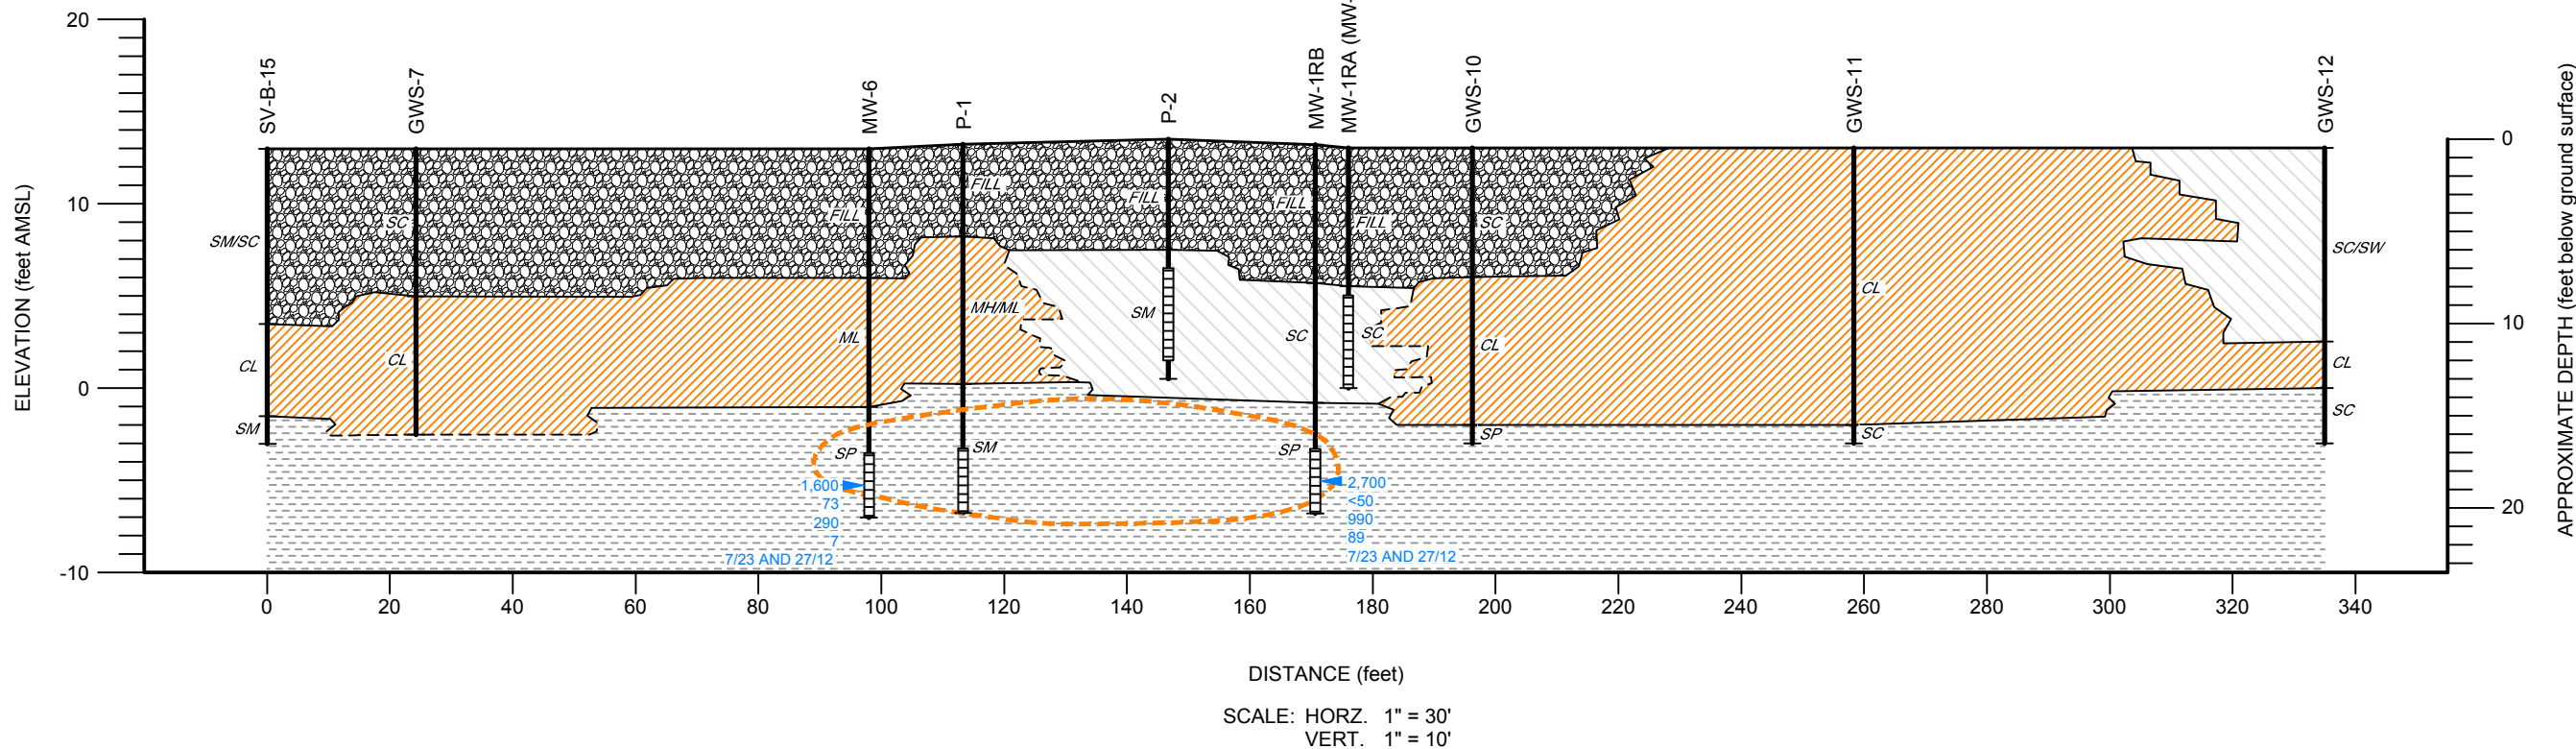 SV-B-15
GWS-7
MW-6
P-1
P-2
MW-1RB
MW-1RA (MW-
GWS-10
GWS-11
GWS-12
ELEVATION (feet AMSL)
20
10
0
-10
APPROXIMATE DEPTH (feet below ground surface)
0
10
20
SM/SC
CL
SM
SC
CL
FILL
ML
SP
FILL
MH/ML
SM
FILL
SM
FILL
SC
SP
FILL
SC
SC
CL
SP
CL
SC
SC/SW
CL
SC
1,600
73
290
7
7/23 AND 27/12
2,700
<50
990
89
7/23 AND 27/12
0 20 40 60 80 100 120 140 160 180 200 220 240 260 280 300 320 340
DISTANCE (feet)
SCALE: HORZ. 1" = 30'
VERT. 1" = 10'